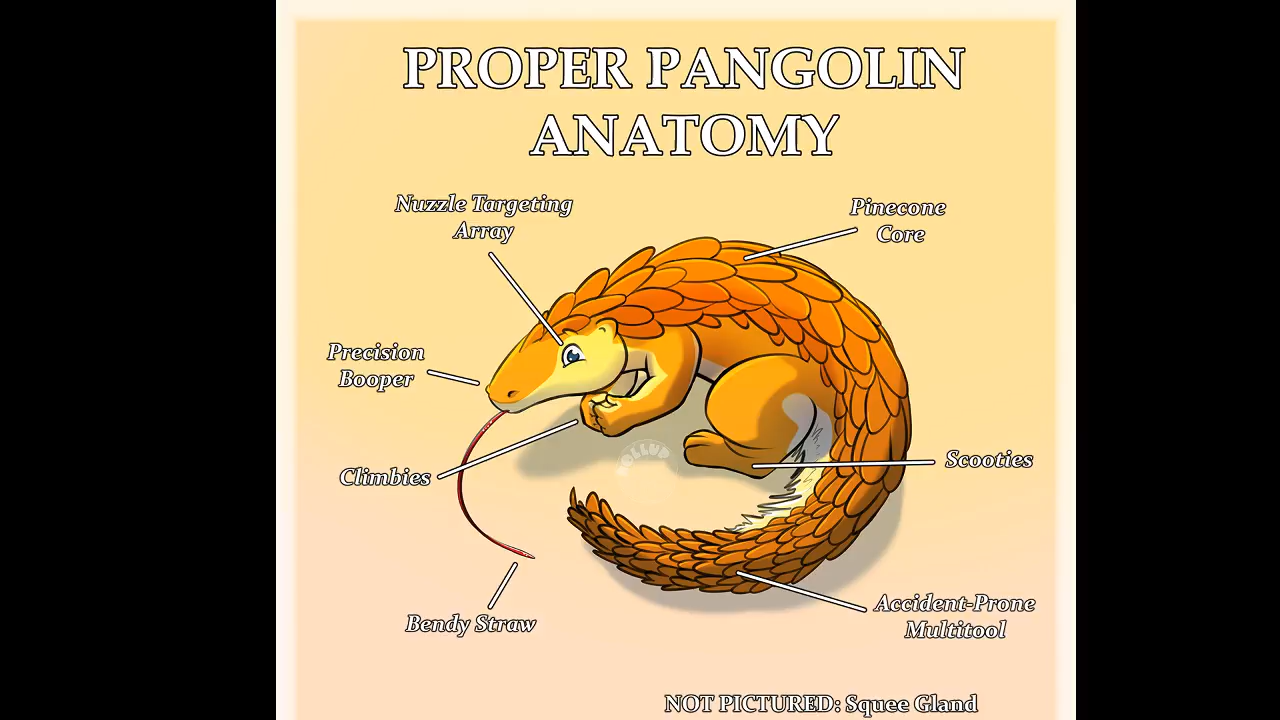 PROPER PANGOLIN
ANATOMY
Nuzzle Targeting
Array
Pinecone
Core
Precision
Booper
Climbies
Scooties
Bendy Straw
Accident-Prone
Multitool
NOT PICTURED: Squee Gland